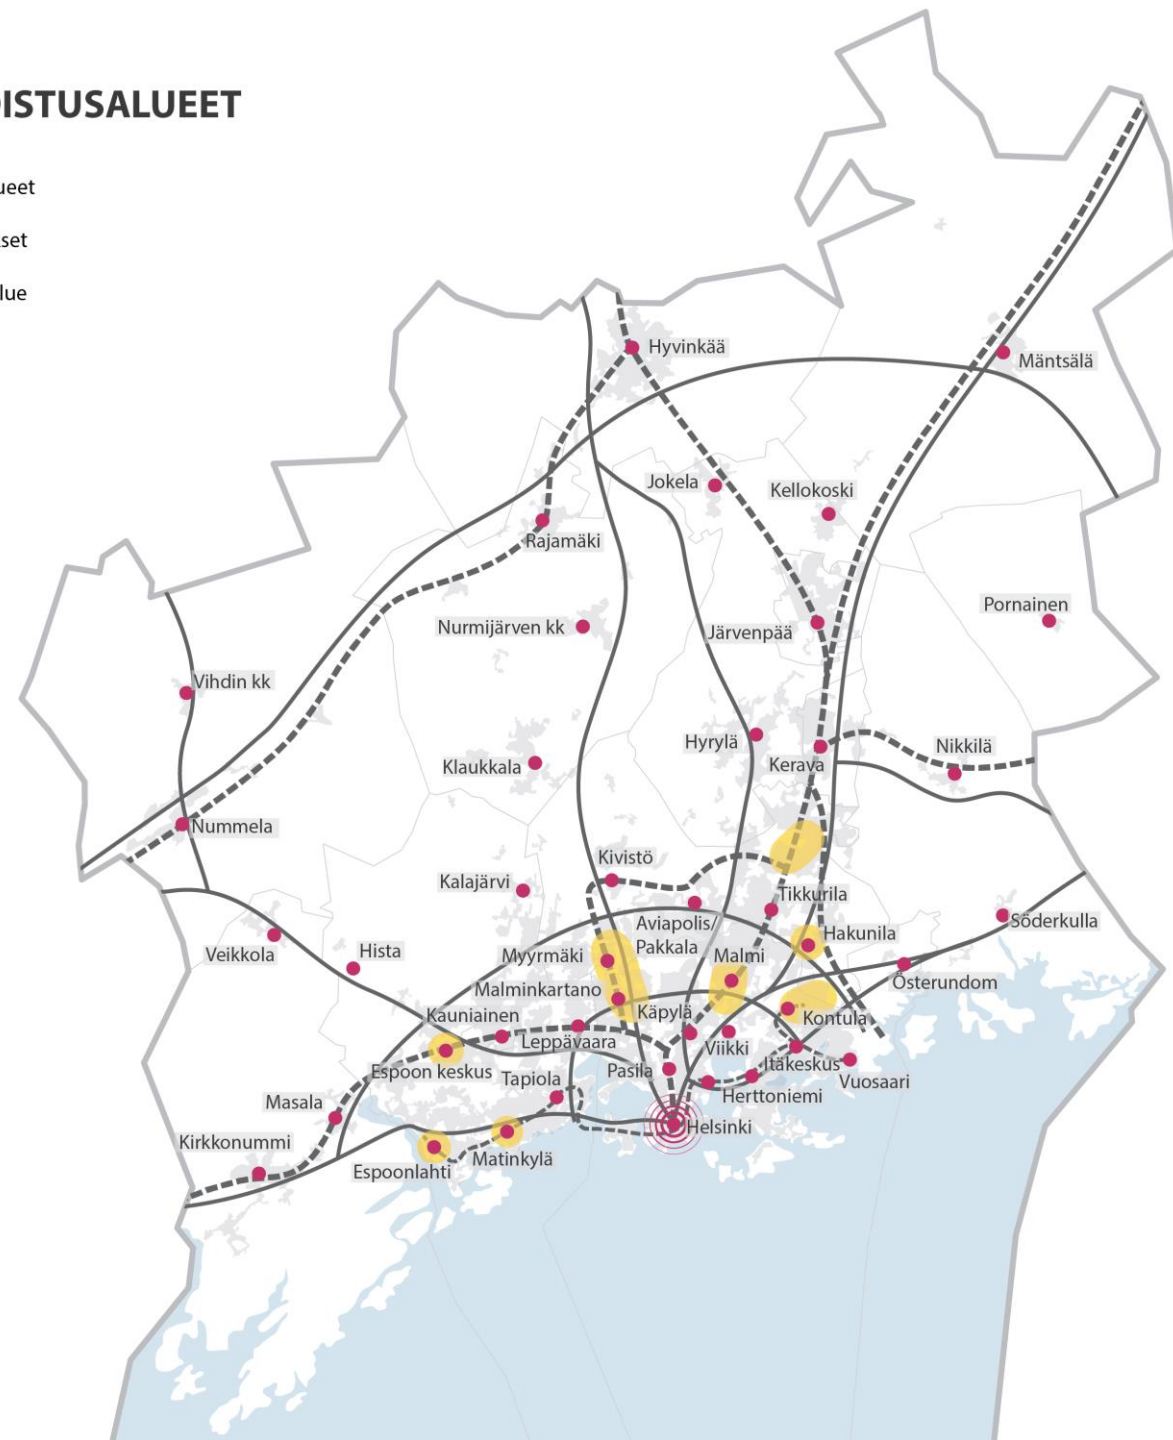 OISTUSALUEET
ueet
set
lue
Hyvinkää
Mäntsälä
Jokela
Kellokoski
Rajamäki
Pornainen
Nurmijärven kk
Järvenpää
Vihdin kk
Hyrylä
Nikkilä
Klaukkala
Kerava
Nummela
Kivistö
Kalajärvi
Tikkurila
Aviapolis/
Pakkala
Söderkulla
Hakunila
Veikkola
Hista
Myyrmäki
Malmi
Östersundom
Malminkartano
Kauniainen
Käpylä
Kontula
Leppävaara
Viikki
Espoon keskus
Pasila
Itäkeskus
Tapiola
Vuosaari
Herttoniemi
Masala
Helsinki
Kirkkonummi
Matinkylä
Espoonlahti